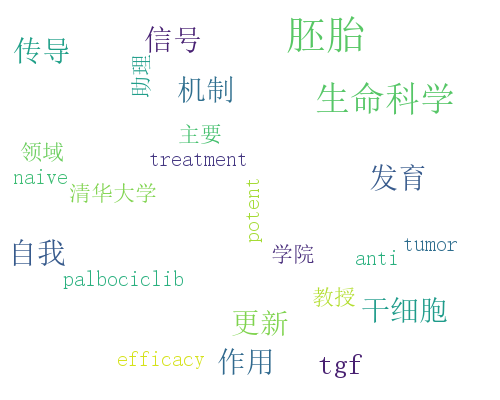 胚胎
信号
传导
助理
机制
生命科学
主要
领域
treatment
naive
清华大学
发育
potent
自我
学院
anti
tumor
palbociclib
教授
干细胞
更新
efficacy
作用
tgf